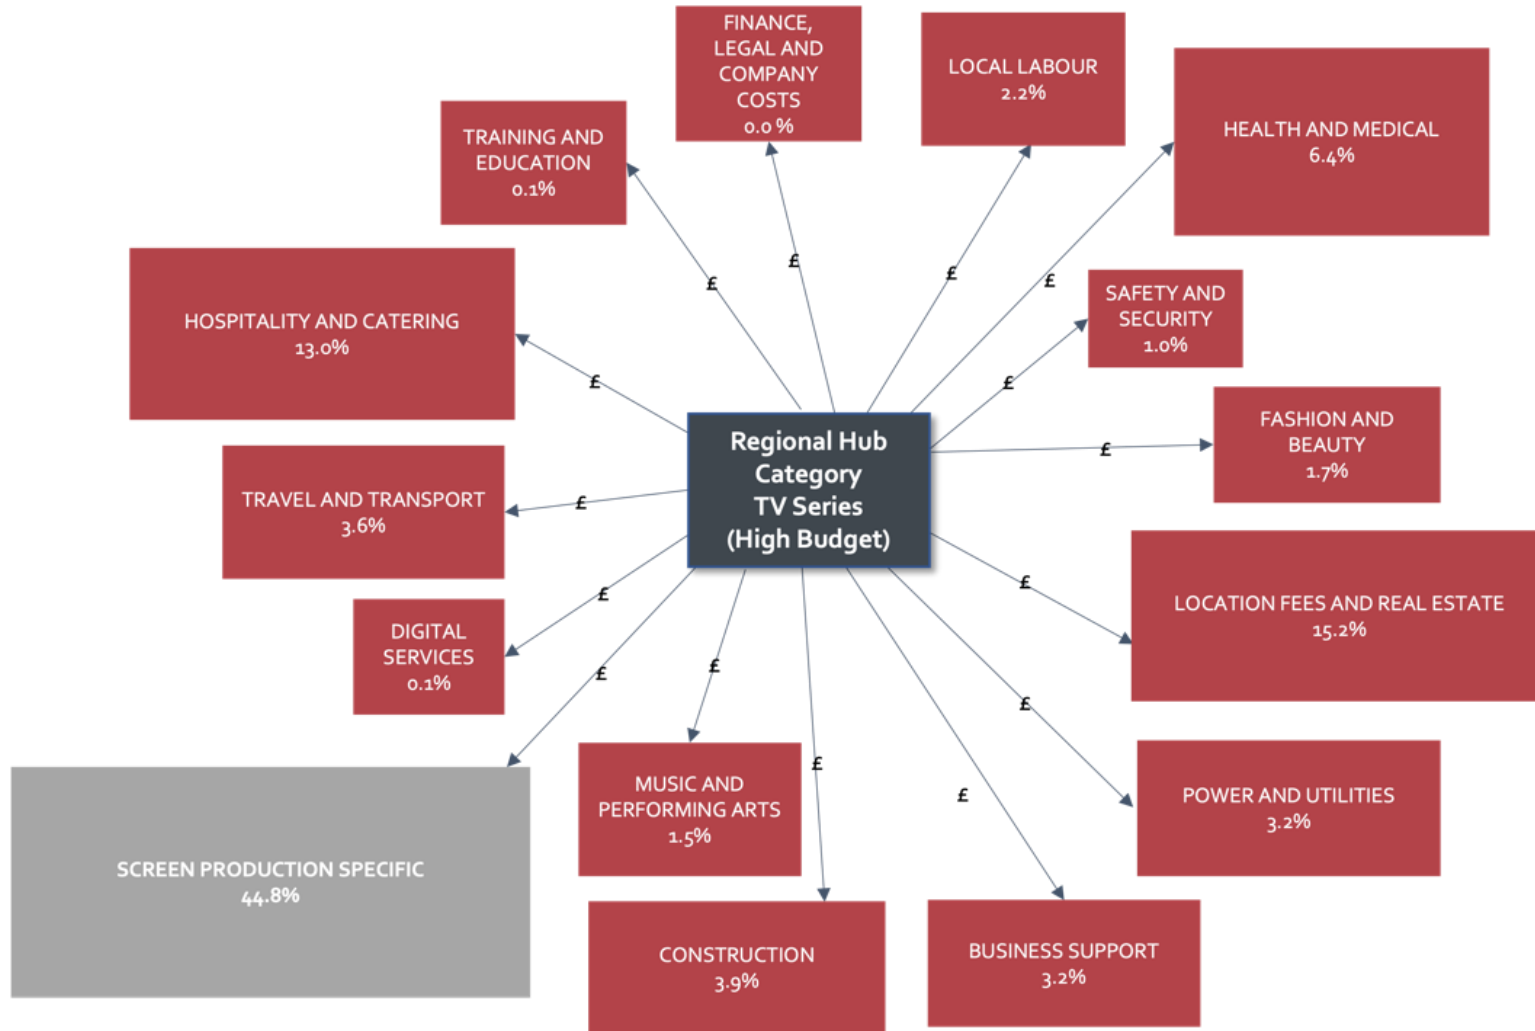 FINANCE,
LEGAL AND
COMPANY
COSTS
0.0 %
LOCAL LABOUR
2.2%
HEALTH AND MEDICAL
6.4%
TRAINING AND
EDUCATION
0.1%
£
£
£
£
SAFETY AND
SECURITY
1.0%
HOSPITALITY AND CATERING
13.0%
£
£
FASHION AND
BEAUTY
1.7%
£
Regional Hub
Category
TV Series
(High Budget)
TRAVEL AND TRANSPORT
3.6%
£
£
LOCATION FEES AND REAL ESTATE
15.2%
£
DIGITAL
SERVICES
0.1%
£
£
£
MUSIC AND
PERFORMING ARTS
1.5%
£
£
POWER AND UTILITIES
3.2%
SCREEN PRODUCTION SPECIFIC
44.8%
CONSTRUCTION
3.9%
BUSINESS SUPPORT
3.2%